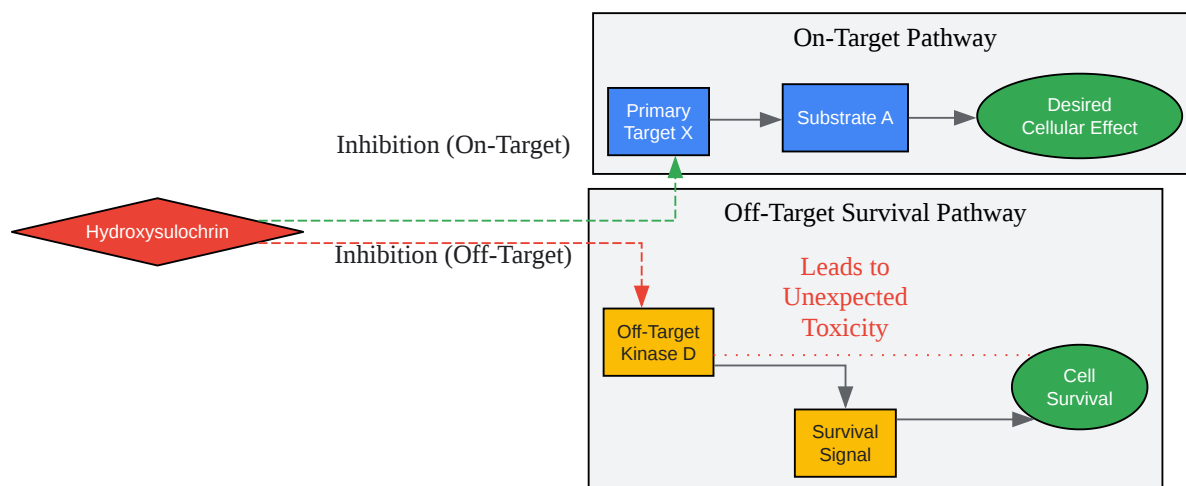 On-Target Pathway
Primary
Target X
Substrate A
Desired
Cellular Effect
Inhibition (On-Target)
Off-Target Survival Pathway
Hydroxysulochrin
Inhibition (Off-Target)
Leads to
Unexpected
Toxicity
Off-Target
Kinase D
Cell
Survival
Survival
Signal